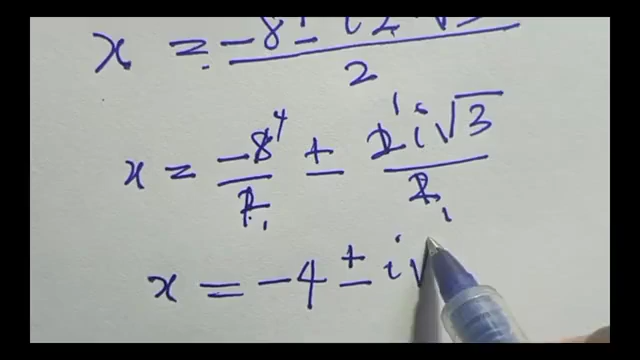 x = -8 ± i2√3 / 2
x = -8/2 ± 2i√3/2
x = -4 ± i√